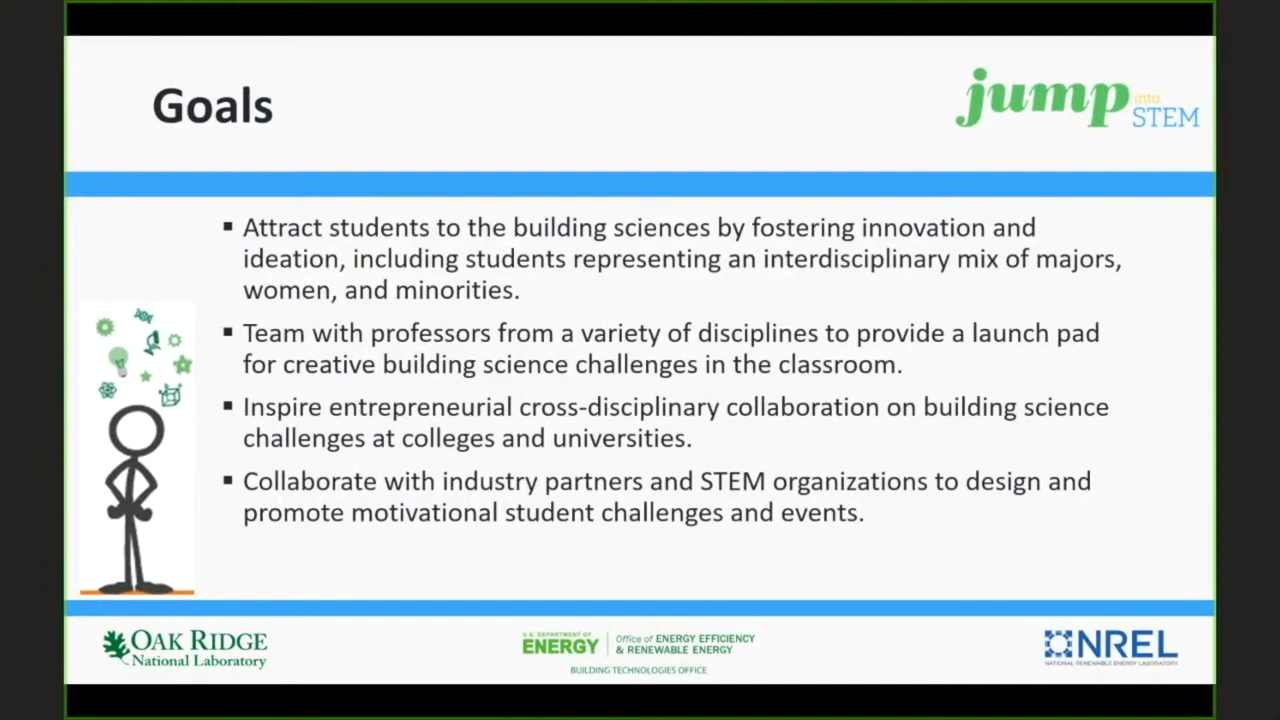 Goals
jump
into
STEM
▪ Attract students to the building sciences by fostering innovation and
ideation, including students representing an interdisciplinary mix of majors,
women, and minorities.
▪ Team with professors from a variety of disciplines to provide a launch pad
for creative building science challenges in the classroom.
▪ Inspire entrepreneurial cross-disciplinary collaboration on building science
challenges at colleges and universities.
▪ Collaborate with industry partners and STEM organizations to design and
promote motivational student challenges and events.
OAK RIDGE
National Laboratory
U.S. DEPARTMENT OF
ENERGY
Office of ENERGY EFFICIENCY
& RENEWABLE ENERGY
BUILDING TECHNOLOGIES OFFICE
NREL
NATIONAL RENEWABLE ENERGY LABORATORY